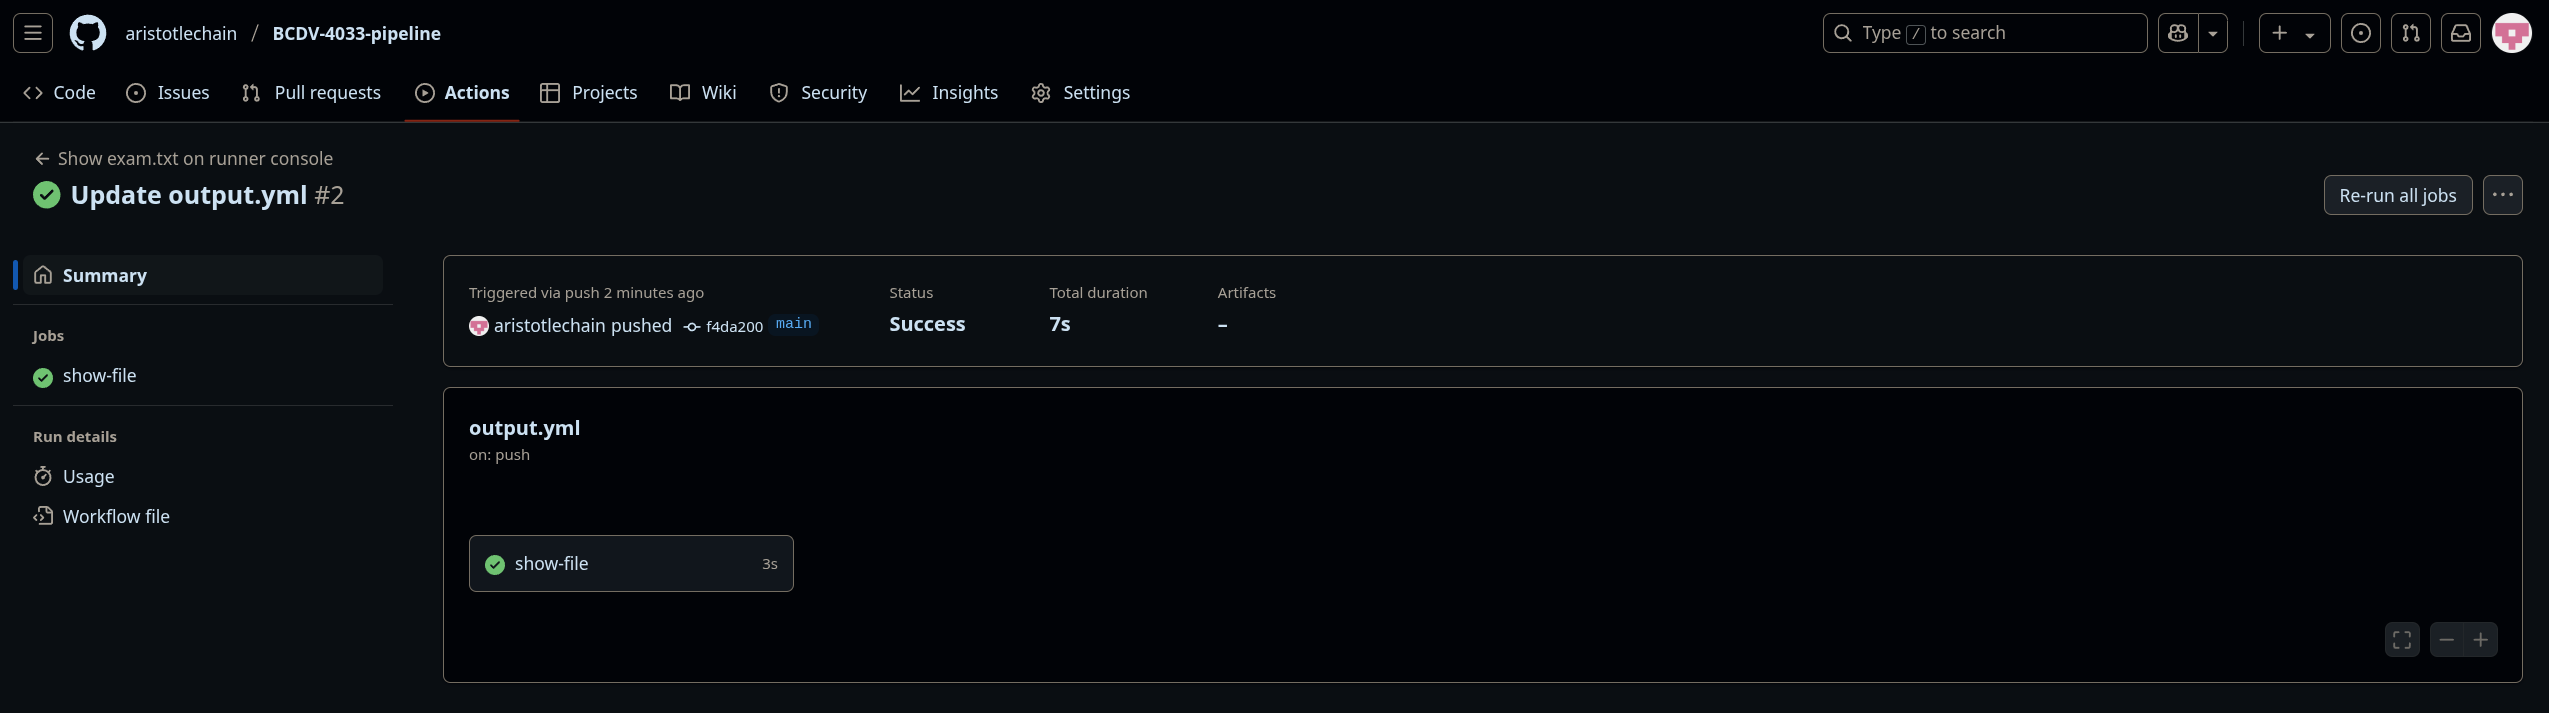 aristotlechain / BCDV-4033-pipeline
Type / to search
Code Issues Pull requests Actions Projects Wiki Security Insights Settings
Show exam.txt on runner console
Update output.yml #2
Re-run all jobs
Summary
Jobs
show-file
Run details
Usage
Workflow file
Triggered via push 2 minutes ago
aristotlechain pushed f4da200 main
Status
Success
Total duration
7s
Artifacts
–
output.yml
on: push
show-file 3s